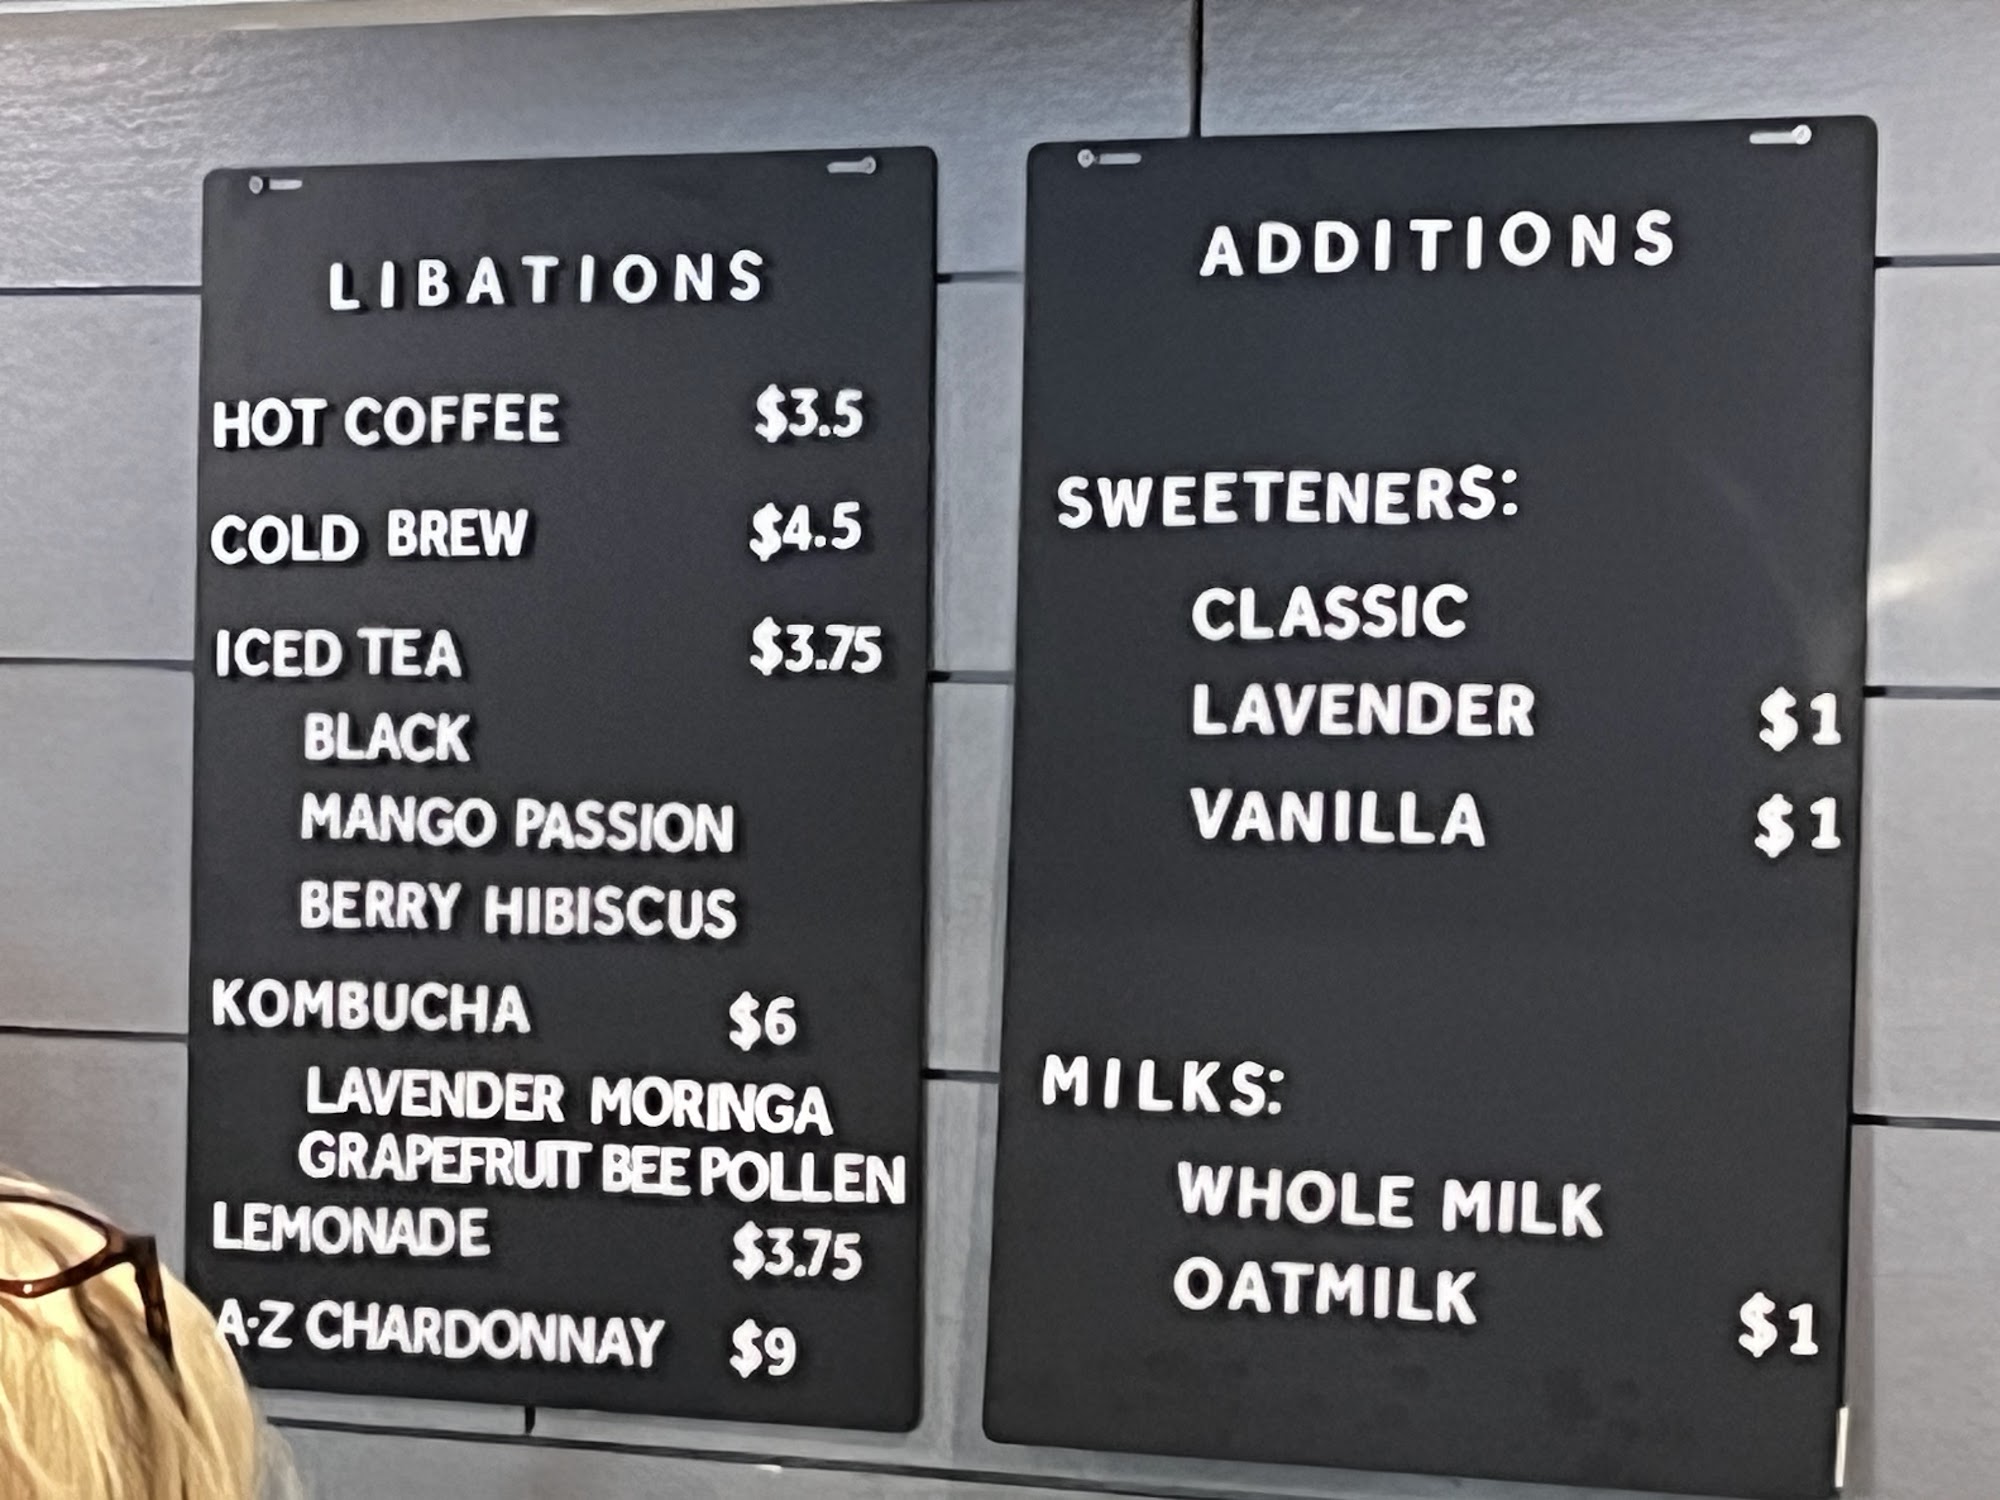 LIBATIONS
HOT COFFEE $3.5
COLD BREW $4.5
ICED TEA $3.75
BLACK
MANGO PASSION
BERRY HIBISCUS
KOMBUCHA $6
LAVENDER MORINGA
GRAPEFRUIT BEE POLLEN
LEMONADE $3.75
A-Z CHARDONNAY $9
ADDITIONS
SWEETENERS:
CLASSIC
LAVENDER $1
VANILLA $1
MILKS:
WHOLE MILK
OATMILK $1